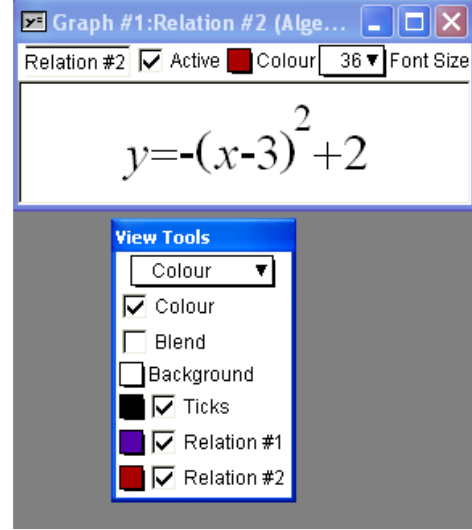 Graph #1:Relation #2 (Alge...
Relation #2 Active Colour 36 Font Size
y=-(x-3)²+2
View Tools
Colour
Colour
Blend
Background
Ticks
Relation #1
Relation #2